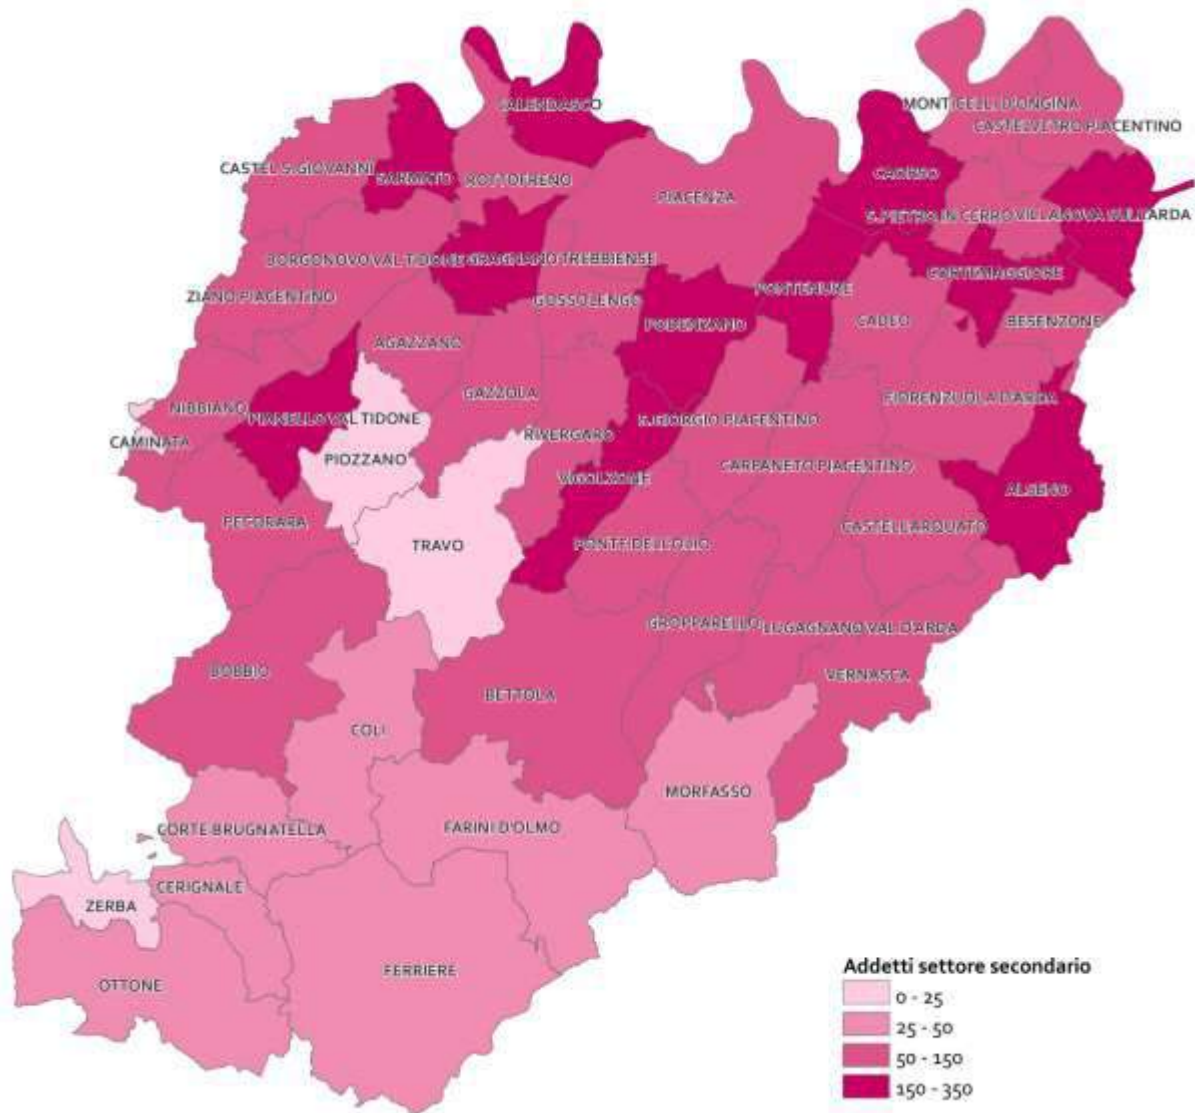 CALENDASCO
MONTICELLI D'ONGINA
CASTELVETRO PIACENTINO
CASTEL S.GIOVANNI
SARMATO
ROTTOFRENO
CAORSO
PIACENZA
S.PIETRO IN CERRO
VILLANOVA SULL'ARDA
BORGONOVO VAL TIDONE
GRAGNANO TREBBIENSE
CORTEMAGGIORE
ZIANO PIACENTINO
GOSSOLENGO
PONTENURE
PODENZANO
CADEO
BESENZONE
AGAZZANO
GAZZOLA
FIORENZUOLA D'ARDA
NIBBIANO
PIANELLO VAL TIDONE
S.GIORGIO PIACENTINO
RIVERGARO
CAMINATA
PIOZZANO
CARPANETO PIACENTINO
VIGOLZONE
ALSENO
PECORARA
CASTELL'ARQUATO
TRAVO
PONTE DELL'OLIO
GROPPARELLO
LUGAGNANO VAL D'ARDA
BOBBIO
VERNASCA
BETTOLA
COLI
MORFASSO
CORTE BRUGNATELLA
FARINI D'OLMO
CERIGNALE
ZERBA
FERRIERE
OTTONE
Addetti settore secondario
0 - 25
25 - 50
50 - 150
150 - 350